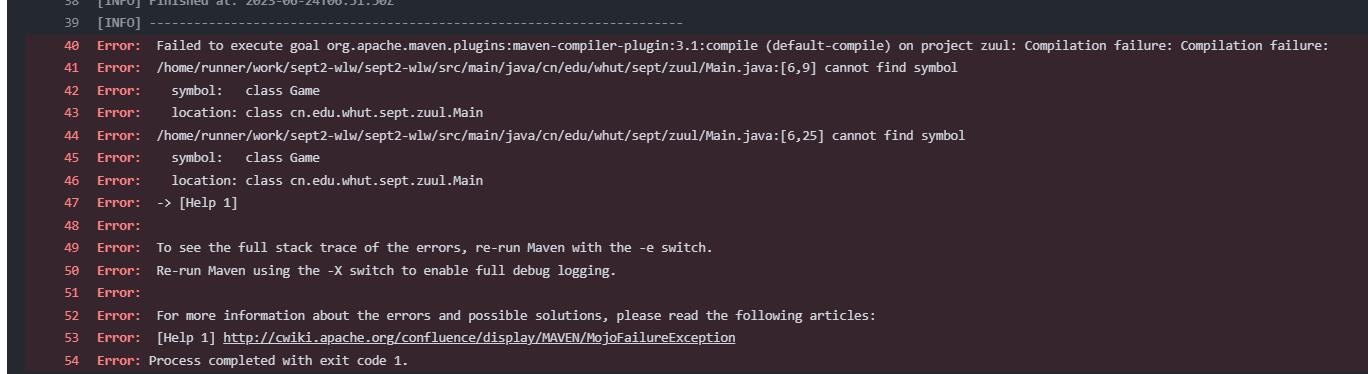 38 [INFO] Finished at: 2023-06-24T06:51:50Z
39 [INFO] ------------------------------------------------------------------------
40 Error:  Failed to execute goal org.apache.maven.plugins:maven-compiler-plugin:3.1:compile (default-compile) on project zuul: Compilation failure: Compilation failure:
41 Error:  /home/runner/work/sept2-wlw/sept2-wlw/src/main/java/cn/edu/whut/sept/zuul/Main.java:[6,9] cannot find symbol
42 Error:    symbol:   class Game
43 Error:    location: class cn.edu.whut.sept.zuul.Main
44 Error:  /home/runner/work/sept2-wlw/sept2-wlw/src/main/java/cn/edu/whut/sept/zuul/Main.java:[6,25] cannot find symbol
45 Error:    symbol:   class Game
46 Error:    location: class cn.edu.whut.sept.zuul.Main
47 Error:  -> [Help 1]
48 Error:
49 Error:  To see the full stack trace of the errors, re-run Maven with the -e switch.
50 Error:  Re-run Maven using the -X switch to enable full debug logging.
51 Error:
52 Error:  For more information about the errors and possible solutions, please read the following articles:
53 Error:  [Help 1] http://cwiki.apache.org/confluence/display/MAVEN/MojoFailureException
54 Error: Process completed with exit code 1.